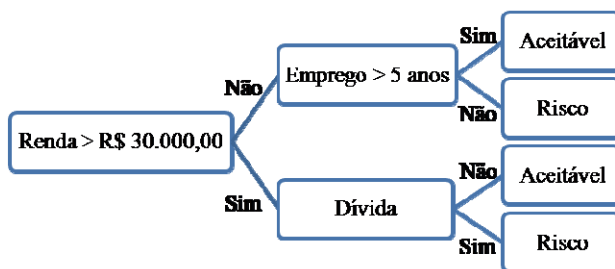 Sim
Aceitável
Não
Emprego > 5 anos
Não
Risco
Renda > R$ 30.000,00
Não
Aceitável
Sim
Dívida
Sim
Risco